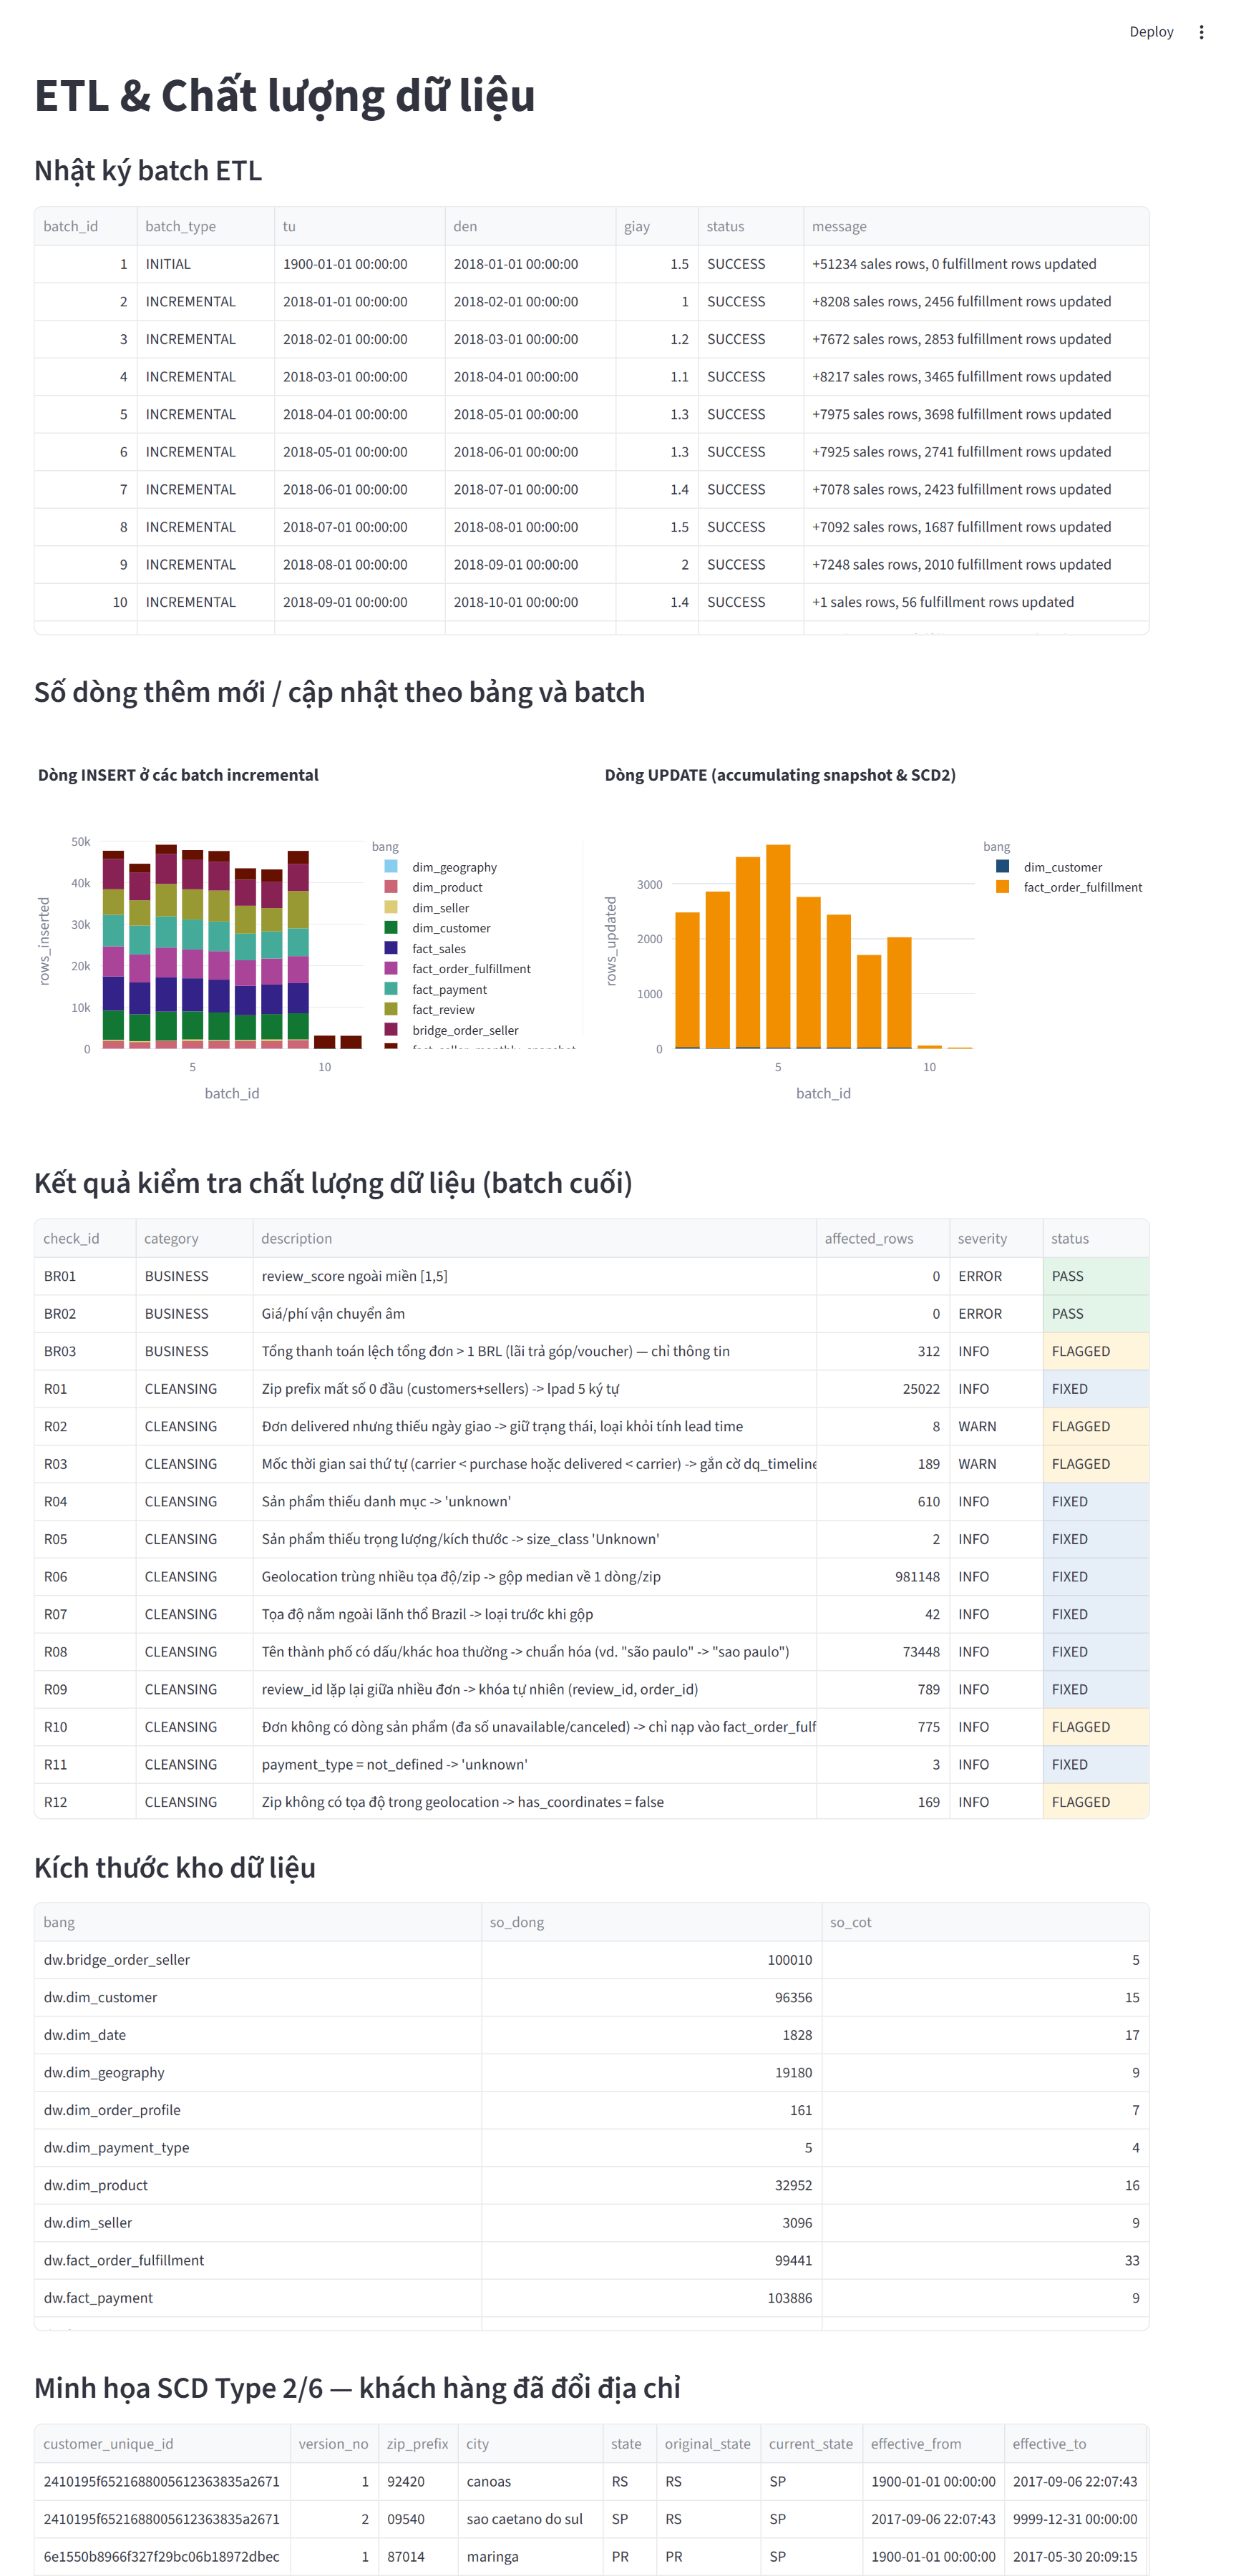 Deploy
ETL & Chất lượng dữ liệu
Nhật ký batch ETL
batch_id batch_type tu den giay status message
1 INITIAL 1900-01-01 00:00:00 2018-01-01 00:00:00 1.5 SUCCESS +51234 sales rows, 0 fulfillment rows updated
2 INCREMENTAL 2018-01-01 00:00:00 2018-02-01 00:00:00 1 SUCCESS +8208 sales rows, 2456 fulfillment rows updated
3 INCREMENTAL 2018-02-01 00:00:00 2018-03-01 00:00:00 1.2 SUCCESS +7672 sales rows, 2853 fulfillment rows updated
4 INCREMENTAL 2018-03-01 00:00:00 2018-04-01 00:00:00 1.1 SUCCESS +8217 sales rows, 3465 fulfillment rows updated
5 INCREMENTAL 2018-04-01 00:00:00 2018-05-01 00:00:00 1.3 SUCCESS +7975 sales rows, 3698 fulfillment rows updated
6 INCREMENTAL 2018-05-01 00:00:00 2018-06-01 00:00:00 1.3 SUCCESS +7925 sales rows, 2741 fulfillment rows updated
7 INCREMENTAL 2018-06-01 00:00:00 2018-07-01 00:00:00 1.4 SUCCESS +7078 sales rows, 2423 fulfillment rows updated
8 INCREMENTAL 2018-07-01 00:00:00 2018-08-01 00:00:00 1.5 SUCCESS +7092 sales rows, 1687 fulfillment rows updated
9 INCREMENTAL 2018-08-01 00:00:00 2018-09-01 00:00:00 2 SUCCESS +7248 sales rows, 2010 fulfillment rows updated
10 INCREMENTAL 2018-09-01 00:00:00 2018-10-01 00:00:00 1.4 SUCCESS +1 sales rows, 56 fulfillment rows updated
Số dòng thêm mới / cập nhật theo bảng và batch
Dòng INSERT ở các batch incremental
50k
40k
30k
20k
10k
0
rows_inserted
5 10
batch_id
bang
dim_geography
dim_product
dim_seller
dim_customer
fact_sales
fact_order_fulfillment
fact_payment
fact_review
bridge_order_seller
Dòng UPDATE (accumulating snapshot & SCD2)
3000
2000
1000
0
rows_updated
5 10
batch_id
bang
dim_customer
fact_order_fulfillment
Kết quả kiểm tra chất lượng dữ liệu (batch cuối)
check_id category description affected_rows severity status
BR01 BUSINESS review_score ngoài miền [1,5] 0 ERROR PASS
BR02 BUSINESS Giá/phí vận chuyển âm 0 ERROR PASS
BR03 BUSINESS Tổng thanh toán lệch tổng đơn > 1 BRL (lãi trả góp/voucher) — chỉ thông tin 312 INFO FLAGGED
R01 CLEANSING Zip prefix mất số 0 đầu (customers+sellers) -> lpad 5 ký tự 25022 INFO FIXED
R02 CLEANSING Đơn delivered nhưng thiếu ngày giao -> giữ trạng thái, loại khỏi tính lead time 8 WARN FLAGGED
R03 CLEANSING Mốc thời gian sai thứ tự (carrier < purchase hoặc delivered < carrier) -> gắn cờ dq_timeline 189 WARN FLAGGED
R04 CLEANSING Sản phẩm thiếu danh mục -> 'unknown' 610 INFO FIXED
R05 CLEANSING Sản phẩm thiếu trọng lượng/kích thước -> size_class 'Unknown' 2 INFO FIXED
R06 CLEANSING Geolocation trùng nhiều tọa độ/zip -> gộp median về 1 dòng/zip 981148 INFO FIXED
R07 CLEANSING Tọa độ nằm ngoài lãnh thổ Brazil -> loại trước khi gộp 42 INFO FIXED
R08 CLEANSING Tên thành phố có dấu/khác hoa thường -> chuẩn hóa (vd. "são paulo" -> "sao paulo") 73448 INFO FIXED
R09 CLEANSING review_id lặp lại giữa nhiều đơn -> khóa tự nhiên (review_id, order_id) 789 INFO FIXED
R10 CLEANSING Đơn không có dòng sản phẩm (đa số unavailable/canceled) -> chỉ nạp vào fact_order_fulf 775 INFO FLAGGED
R11 CLEANSING payment_type = not_defined -> 'unknown' 3 INFO FIXED
R12 CLEANSING Zip không có tọa độ trong geolocation -> has_coordinates = false 169 INFO FLAGGED
Kích thước kho dữ liệu
bang so_dong so_cot
dw.bridge_order_seller 100010 5
dw.dim_customer 96356 15
dw.dim_date 1828 17
dw.dim_geography 19180 9
dw.dim_order_profile 161 7
dw.dim_payment_type 5 4
dw.dim_product 32952 16
dw.dim_seller 3096 9
dw.fact_order_fulfillment 99441 33
dw.fact_payment 103886 9
Minh họa SCD Type 2/6 — khách hàng đã đổi địa chỉ
customer_unique_id version_no zip_prefix city state original_state current_state effective_from effective_to
2410195f6521688005612363835a2671 1 92420 canoas RS RS SP 1900-01-01 00:00:00 2017-09-06 22:07:43
2410195f6521688005612363835a2671 2 09540 sao caetano do sul SP RS SP 2017-09-06 22:07:43 9999-12-31 00:00:00
6e1550b8966f327f29bc06b18972dbec 1 87014 maringa PR PR SP 1900-01-01 00:00:00 2017-05-30 20:09:15